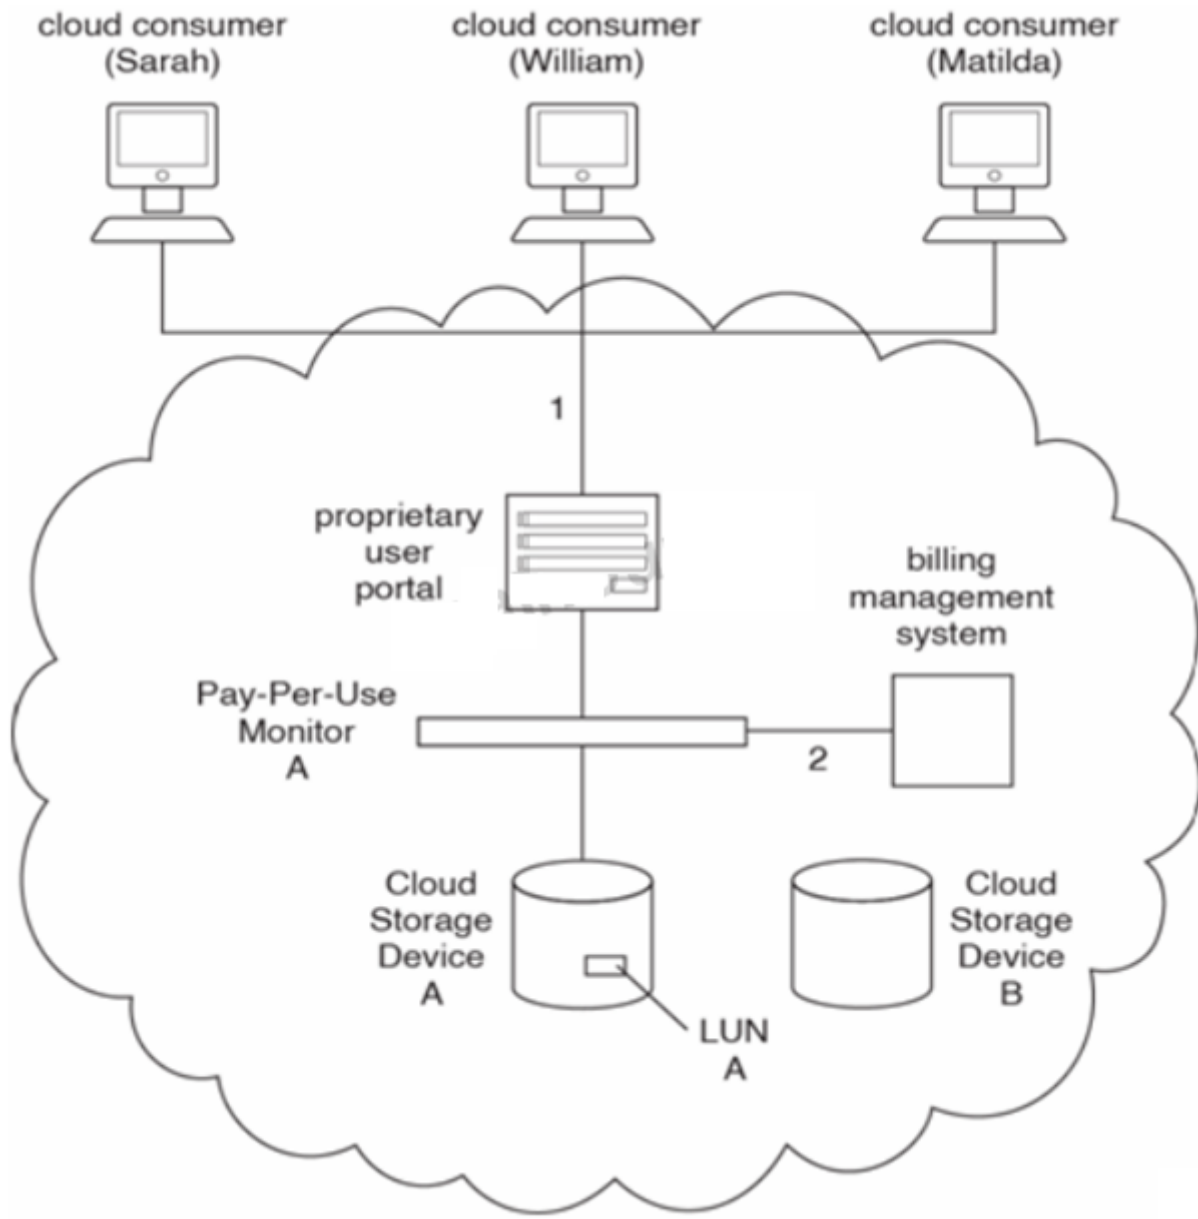 cloud consumer
(Sarah)
cloud consumer
(William)
cloud consumer
(Matilda)
1
proprietary
user
portal
billing
management
system
Pay-Per-Use
Monitor
A
2
Cloud
Storage
Device
A
Cloud
Storage
Device
B
LUN
A